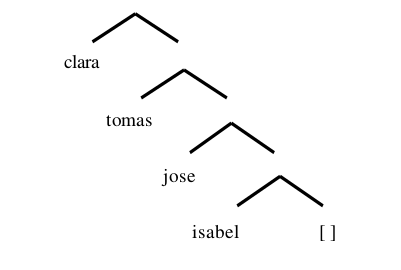 clara
tomas
jose
isabel [ ]